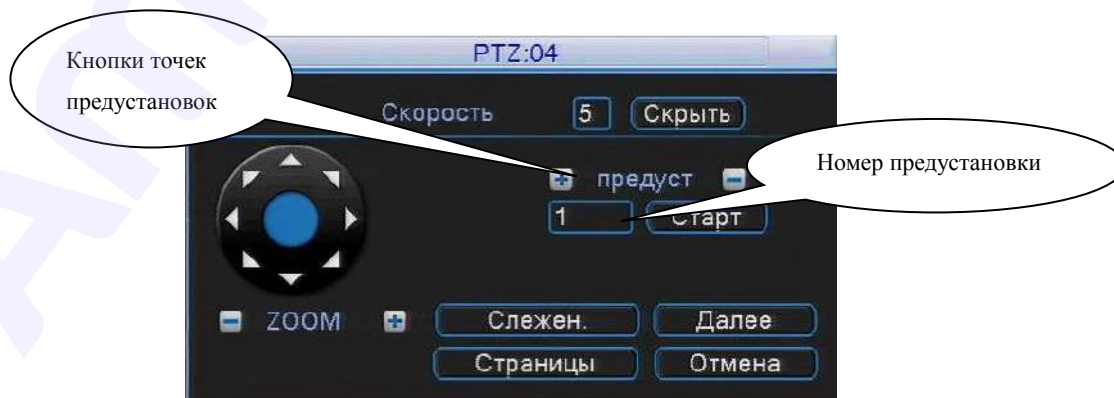 Кнопки точек
предустановок
PTZ:04
Скорость 5 Скрыть
+ предуст -
Номер предустановки
1 Старт
- ZOOM + Слежен. Далее
Страницы Отмена